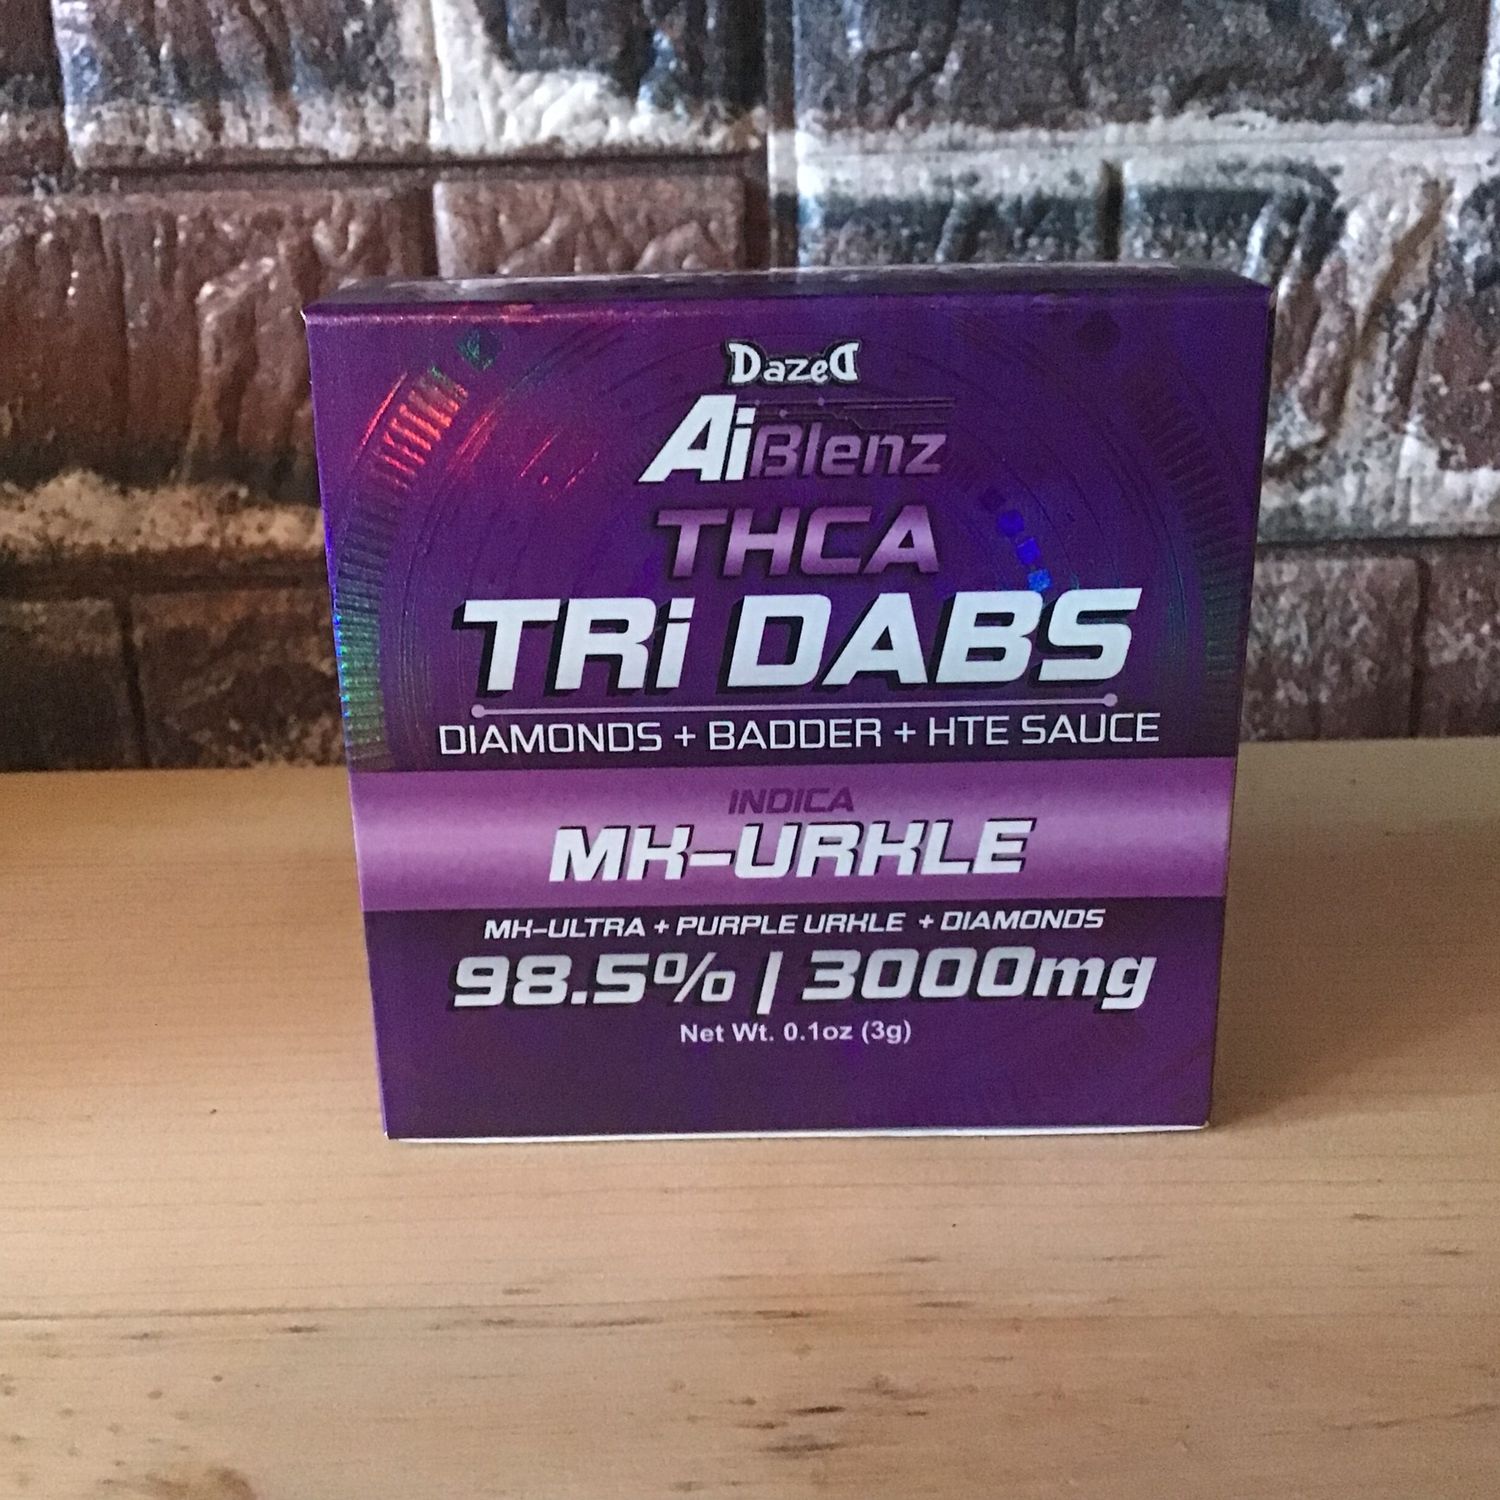 DazeD
AiBlenz
THCA
TRi DABS
DIAMONDS + BADDER + HTE SAUCE
INDICA
MK-URKLE
MK-ULTRA + PURPLE URKLE + DIAMONDS
98.5% | 3000mg
Net Wt. 0.1oz (3g)